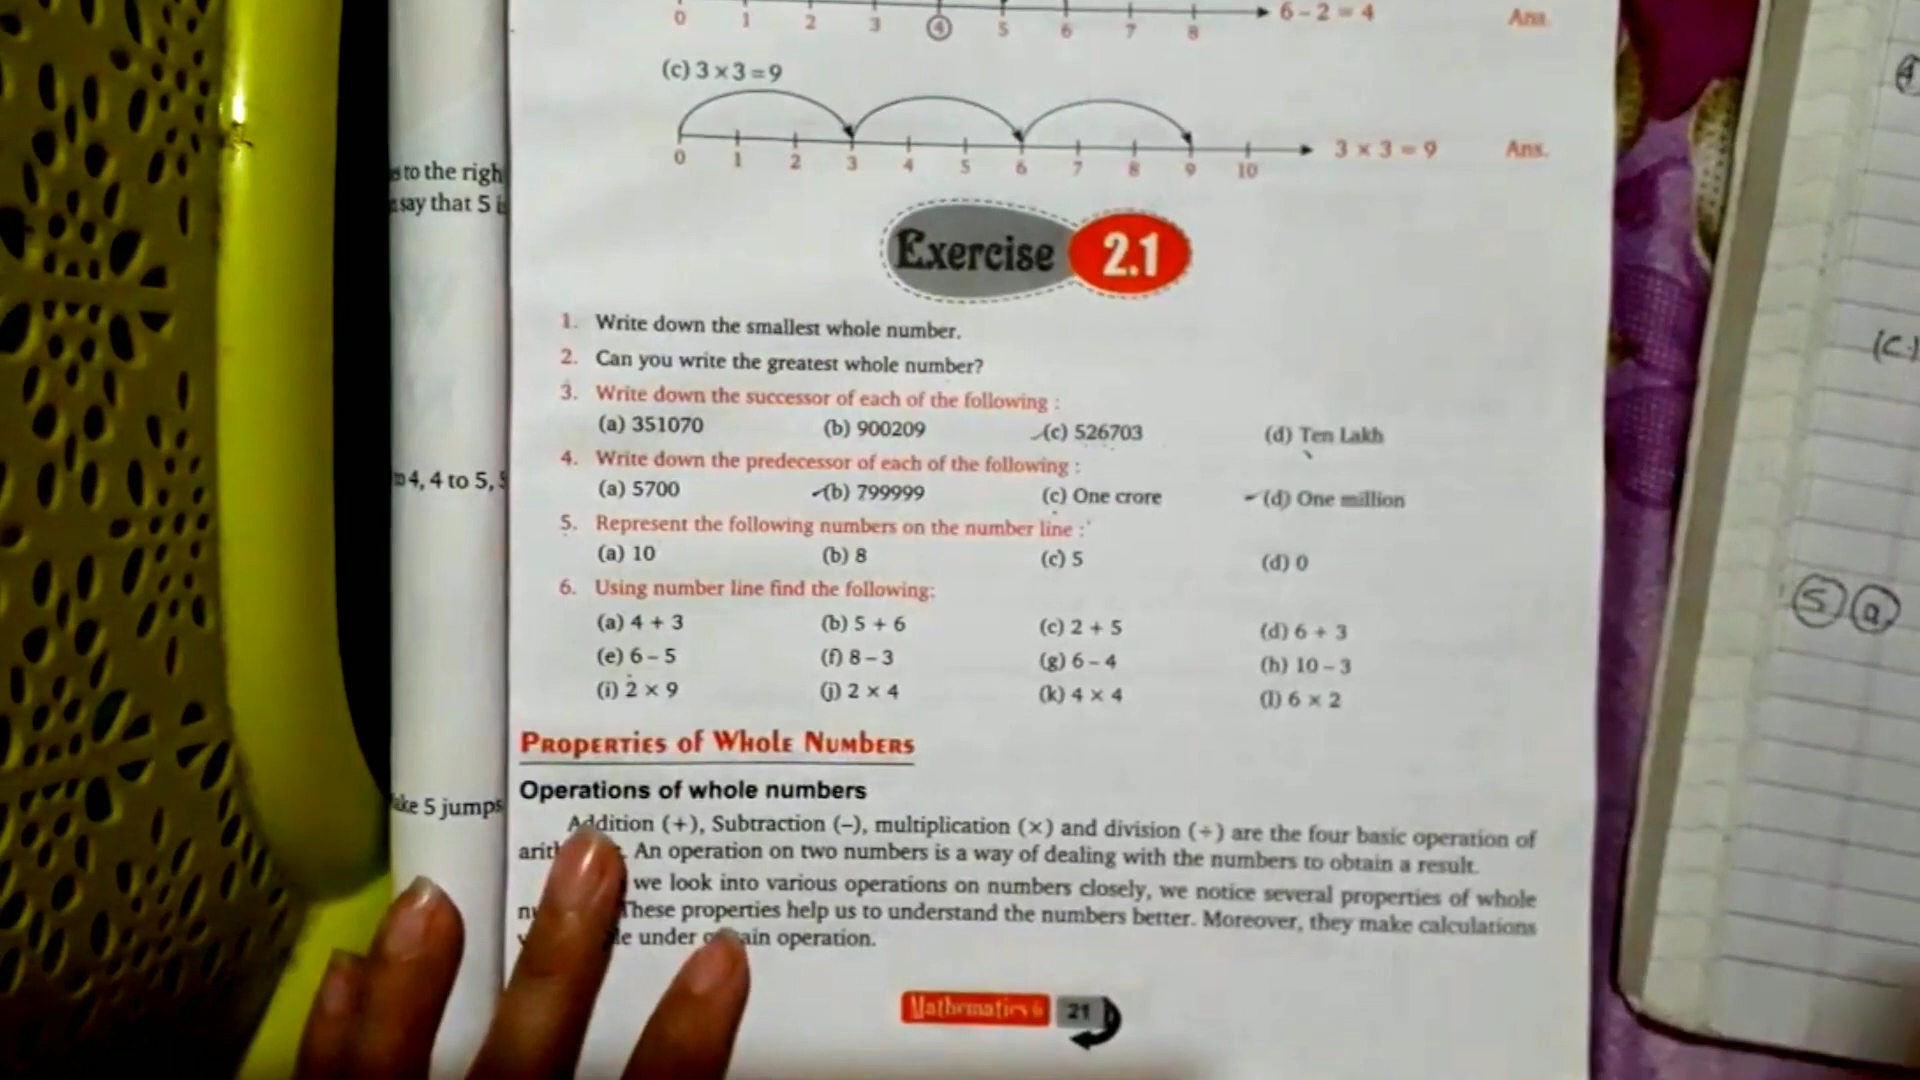 0 1 2 3 4 5 6 7 8 6 – 2 = 4 Ans.
(c) 3 × 3 = 9
0 1 2 3 4 5 6 7 8 9 10 3 × 3 = 9 Ans.
s to the righ
say that 5 i
Exercise 2.1
1. Write down the smallest whole number.
2. Can you write the greatest whole number?
3. Write down the successor of each of the following :
(a) 351070 (b) 900209 (c) 526703 (d) Ten Lakh
4. Write down the predecessor of each of the following :
(a) 5700 (b) 799999 (c) One crore (d) One million
4, 4 to 5, 5
5. Represent the following numbers on the number line :
(a) 10 (b) 8 (c) 5 (d) 0
6. Using number line find the following:
(a) 4 + 3 (b) 5 + 6 (c) 2 + 5 (d) 6 + 3
(e) 6 – 5 (f) 8 – 3 (g) 6 – 4 (h) 10 – 3
(i) 2 × 9 (j) 2 × 4 (k) 4 × 4 (l) 6 × 2
Properties of Whole Numbers
Operations of whole numbers
ake 5 jumps
Addition (+), Subtraction (–), multiplication (×) and division (÷) are the four basic operation of
arit An operation on two numbers is a way of dealing with the numbers to obtain a result.
we look into various operations on numbers closely, we notice several properties of whole
These properties help us to understand the numbers better. Moreover, they make calculations
le under ain operation.
Mathematics-6 21
4
(c)
5 a